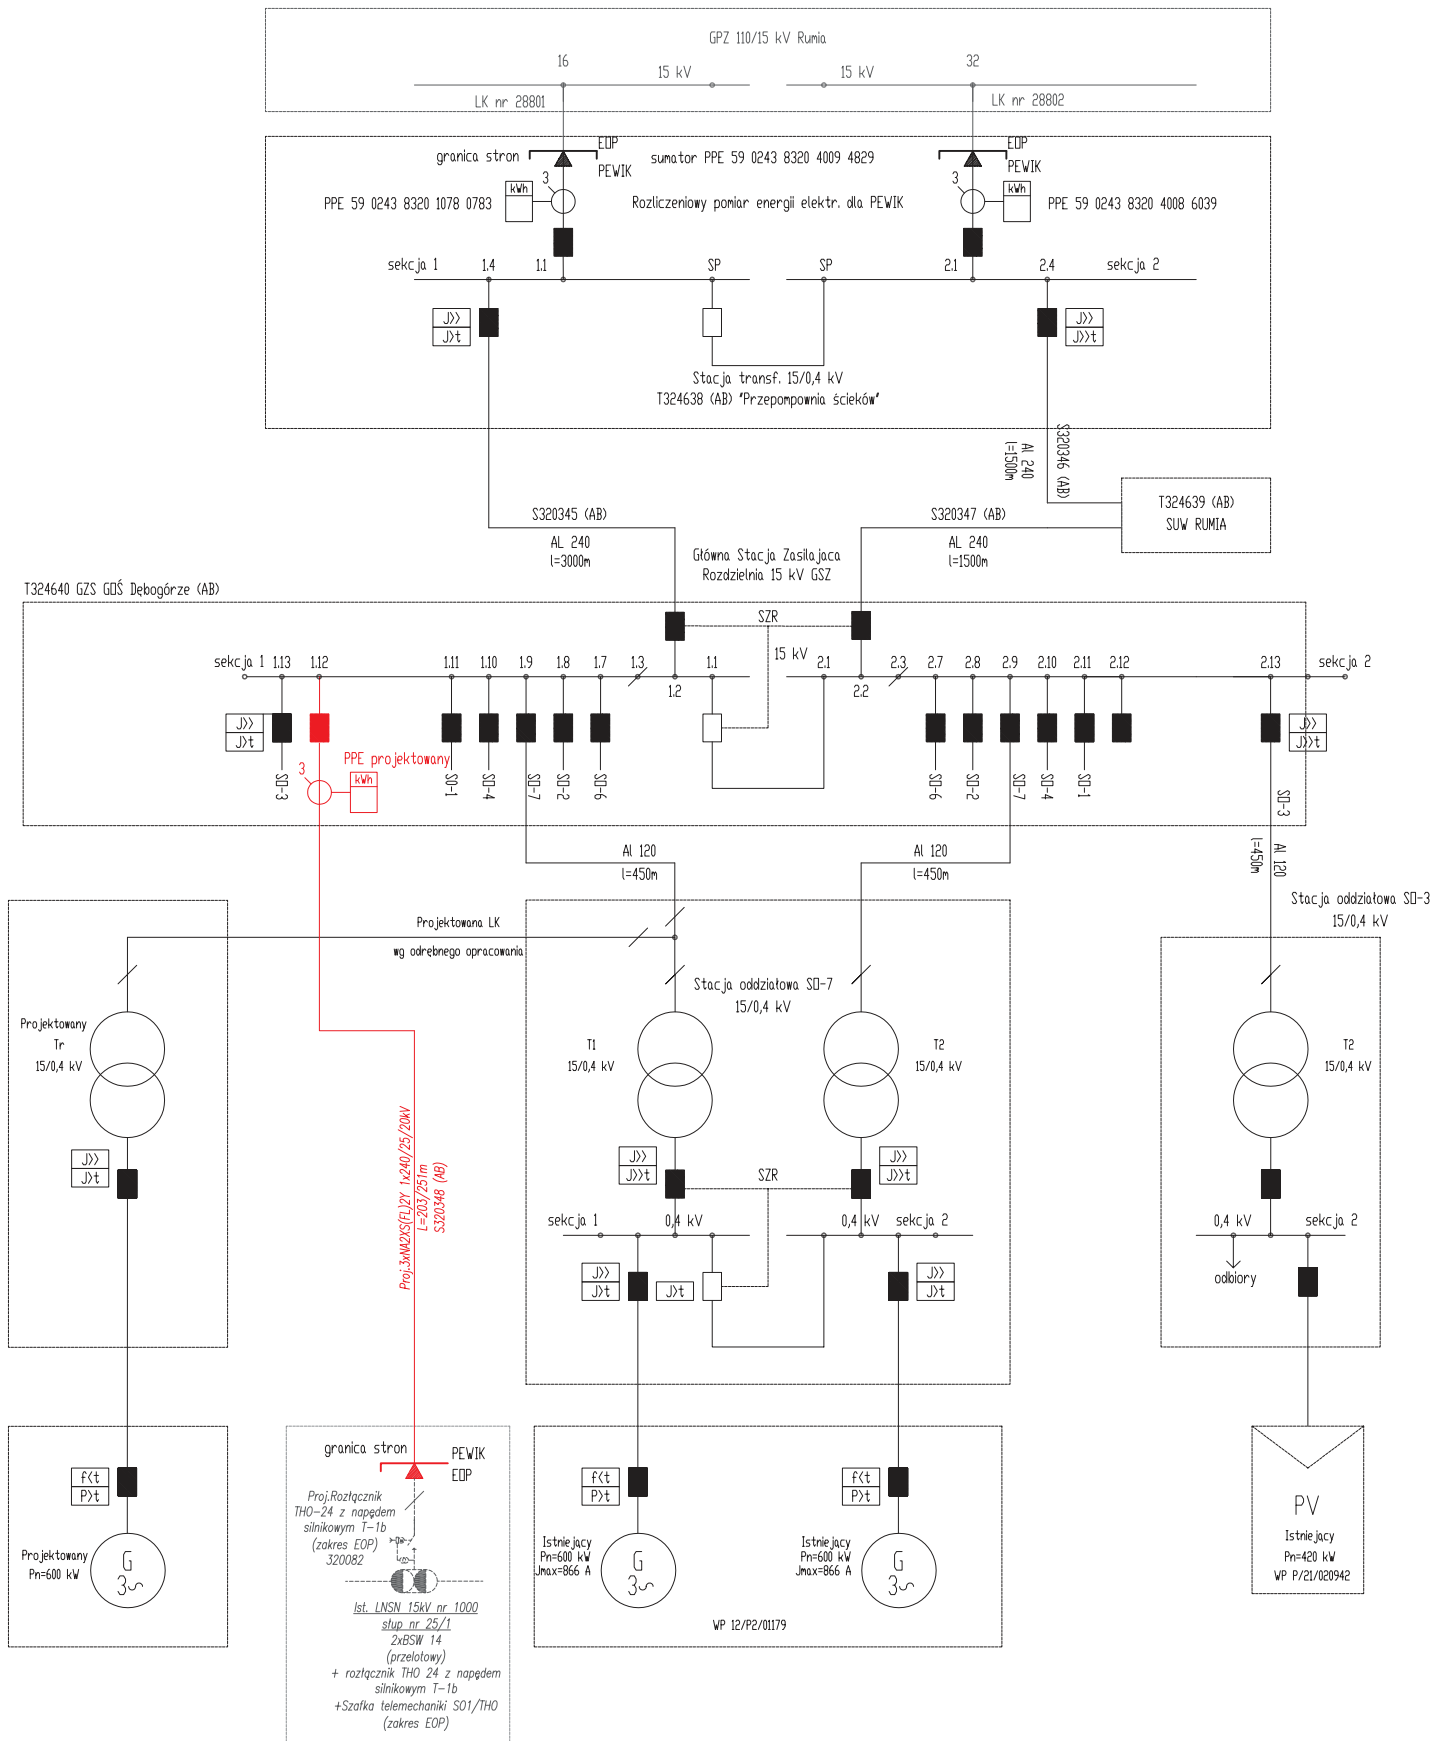 GPZ 110/15 kV Rumia
16
32
15 kV
15 kV
LK nr 28801
LK nr 28802
EOP
granica stron
PEWIK
sumator PPE 59 0243 8320 4009 4829
EOP
PEWIK
3
kWh
3
kWh
PPE 59 0243 8320 1078 0783
Rozliczeniowy pomiar energii elektr. dla PEWIK
PPE 59 0243 8320 4008 6039
sekcja 1
1.4
1.1
SP
SP
2.1
2.4
sekcja 2
J>>
J>t
J>>
J>>t
Stacja transf. 15/0,4 kV
T324638 (AB) "Przepompownia ścieków"
S320346 (AB)
Al 240
l=1500m
T324639 (AB)
SUW RUMIA
S320345 (AB)
AL 240
l=3000m
S320347 (AB)
AL 240
l=1500m
Główna Stacja Zasilajaca
Rozdzielnia 15 kV GSZ
T324640 GZS GOŚ Dębogórze (AB)
SZR
15 kV
sekcja 1
1.13
1.12
1.11
1.10
1.9
1.8
1.7
1.3
1.2
1.1
2.1
2.2
2.3
2.7
2.8
2.9
2.10
2.11
2.12
2.13
sekcja 2
J>>
J>t
J>>
J>>t
PPE projektowany
3
kWh
SO-3
SO-1
SO-4
SO-7
SO-2
SO-6
SO-6
SO-2
SO-7
SO-4
SO-1
SO-3
Al 120
l=450m
Al 120
l=450m
Al 120
l=450m
Stacja oddziałowa SO-3
15/0,4 kV
Projektowana LK
wg odrębnego opracowania
Stacja oddziałowa SO-7
15/0,4 kV
Projektowany
Tr
15/0,4 kV
T1
15/0,4 kV
T2
15/0,4 kV
T2
15/0,4 kV
Proj.3xNA2XS(FL)2Y 1x240/25/20kV
L=203/251m
S320348 (AB)
J>>
J>t
J>>
J>>t
J>>
J>>t
SZR
sekcja 1
0,4 kV
0,4 kV
sekcja 2
0,4 kV
sekcja 2
J>>
J>t
J>t
J>>
J>t
odbiory
granica stron
PEWIK
EOP
f<t
P>t
f<t
P>t
f<t
P>t
Proj.Rozłącznik
THO-24 z napędem
silnikowym T-1b
(zakres EOP)
320082
Projektowany
Pn=600 kW
G
3~
Istniejący
Pn=600 kW
Jmax=866 A
G
3~
Istniejący
Pn=600 kW
Jmax=866 A
G
3~
PV
Istniejący
Pn=420 kW
WP P/21/020942
Ist. LNSN 15kV nr 1000
słup nr 25/1
2xBSW 14
(przelotowy)
+ rozłącznik THO 24 z napędem
silnikowym T-1b
+Szafka telemechaniki SO1/THO
(zakres EOP)
WP 12/P2/01179